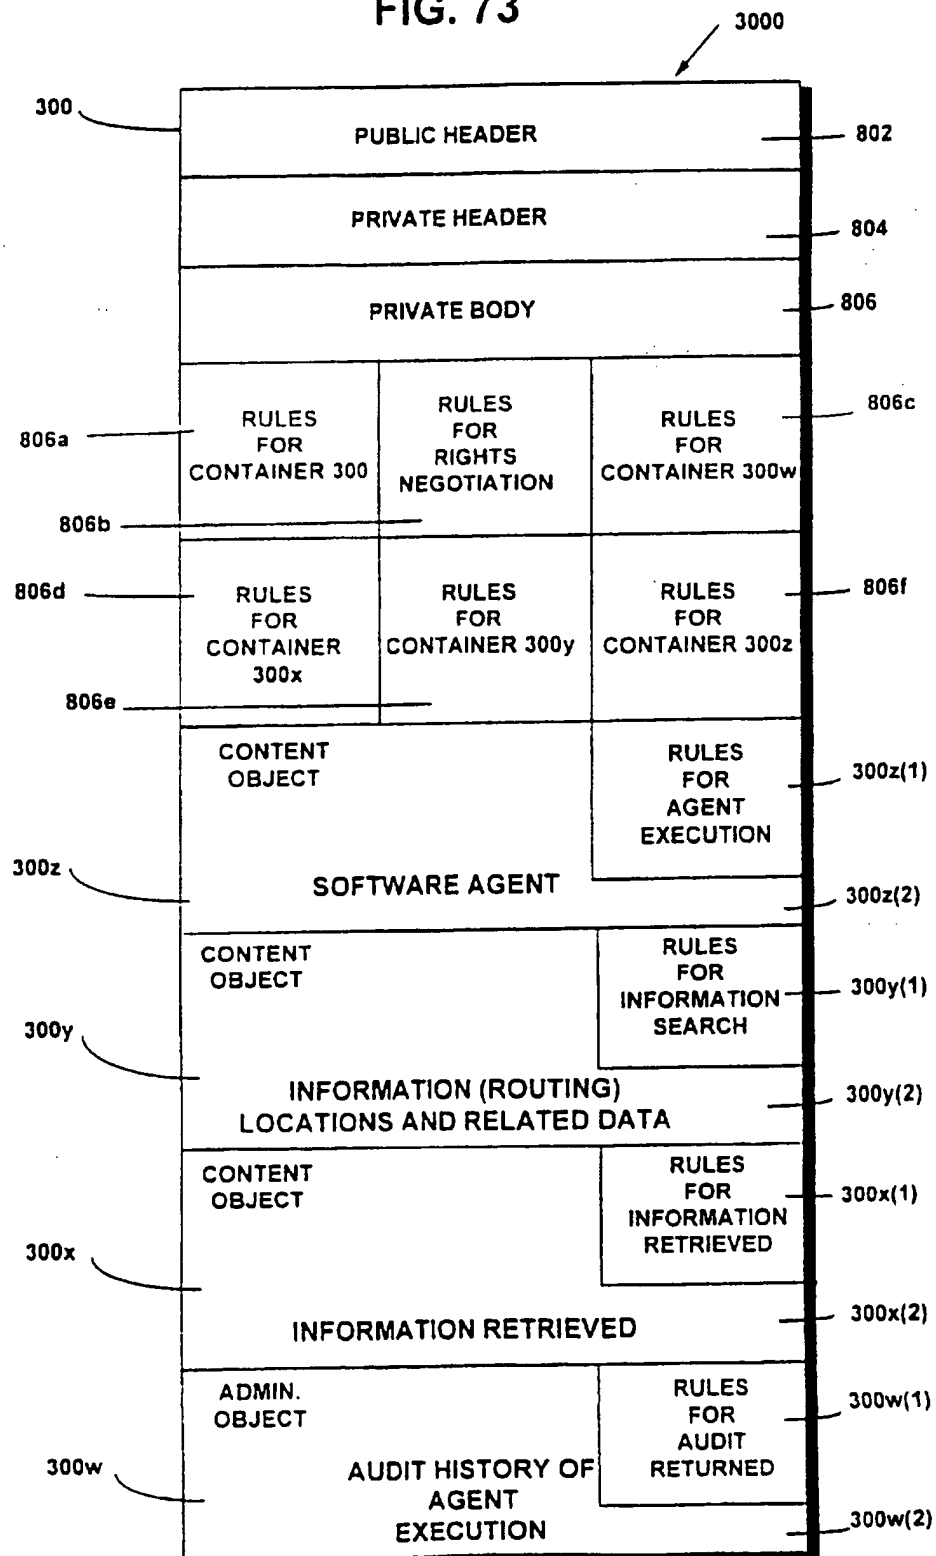 FIG. 73
3000
300
PUBLIC HEADER
802
PRIVATE HEADER
804
PRIVATE BODY
806
806a
RULES
FOR
CONTAINER 300
806b
RULES
FOR
RIGHTS
NEGOTIATION
RULES
FOR
CONTAINER 300w
806c
806d
RULES
FOR
CONTAINER
300x
806e
RULES
FOR
CONTAINER 300y
RULES
FOR
CONTAINER 300z
806f
CONTENT
OBJECT
RULES
FOR
AGENT
EXECUTION
300z(1)
300z
SOFTWARE AGENT
300z(2)
CONTENT
OBJECT
RULES
FOR
INFORMATION
SEARCH
300y(1)
300y
INFORMATION (ROUTING)
LOCATIONS AND RELATED DATA
300y(2)
CONTENT
OBJECT
RULES
FOR
INFORMATION
RETRIEVED
300x(1)
300x
INFORMATION RETRIEVED
300x(2)
ADMIN.
OBJECT
RULES
FOR
AUDIT
RETURNED
300w(1)
300w
AUDIT HISTORY OF
AGENT
EXECUTION
300w(2)